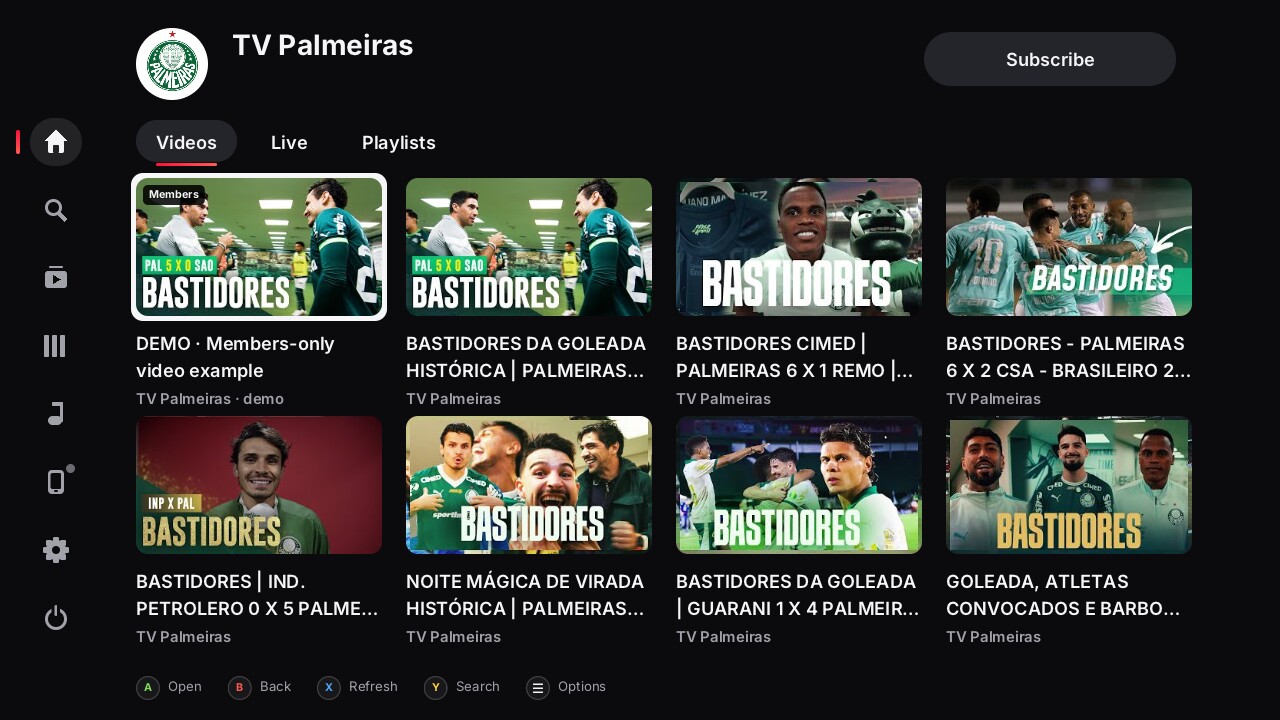 TV Palmeiras
Subscribe
PALMEIRAS
Videos
Live
Playlists
Members
PAL 5 X 0 SAO
BASTIDORES
PAL 5 X 0 SAO
BASTIDORES
BASTIDORES
BASTIDORES
DEMO · Members-only
video example
TV Palmeiras · demo
BASTIDORES DA GOLEADA
HISTÓRICA | PALMEIRAS...
TV Palmeiras
BASTIDORES CIMED |
PALMEIRAS 6 X 1 REMO |...
TV Palmeiras
BASTIDORES - PALMEIRAS
6 X 2 CSA - BRASILEIRO 2...
TV Palmeiras
INP X PAL
BASTIDORES
BASTIDORES
BASTIDORES
BASTIDORES
BASTIDORES | IND.
PETROLERO 0 X 5 PALME...
TV Palmeiras
NOITE MÁGICA DE VIRADA
HISTÓRICA | PALMEIRAS...
TV Palmeiras
BASTIDORES DA GOLEADA
| GUARANI 1 X 4 PALMEIR...
TV Palmeiras
GOLEADA, ATLETAS
CONVOCADOS E BARBO...
TV Palmeiras
A Open
B Back
X Refresh
Y Search
Options